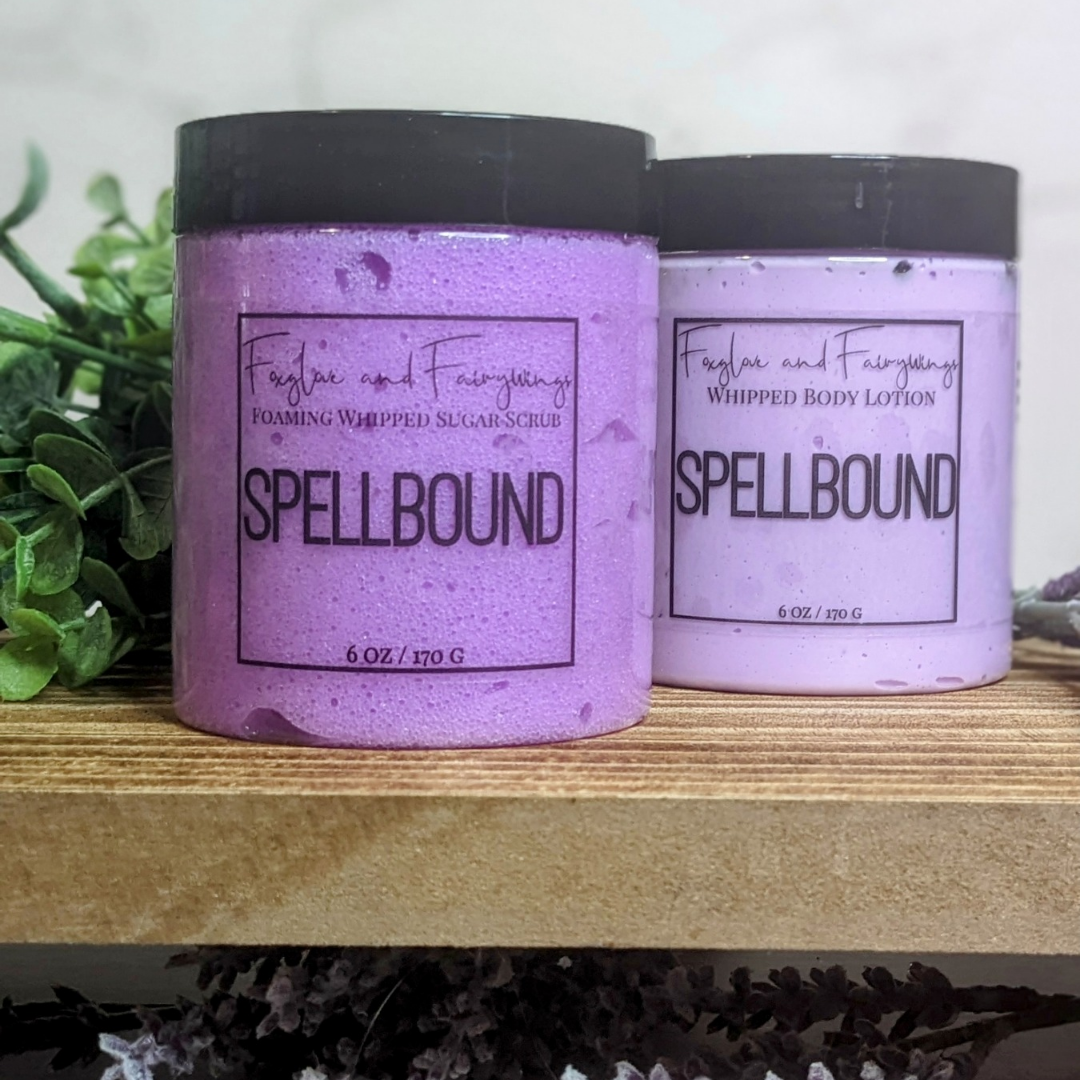 Foxglove and Fairywings
Foaming Whipped Sugar Scrub
SPELLBOUND
6 OZ / 170 G
Foxglove and Fairywings
Whipped Body Lotion
SPELLBOUND
6 OZ / 170 G